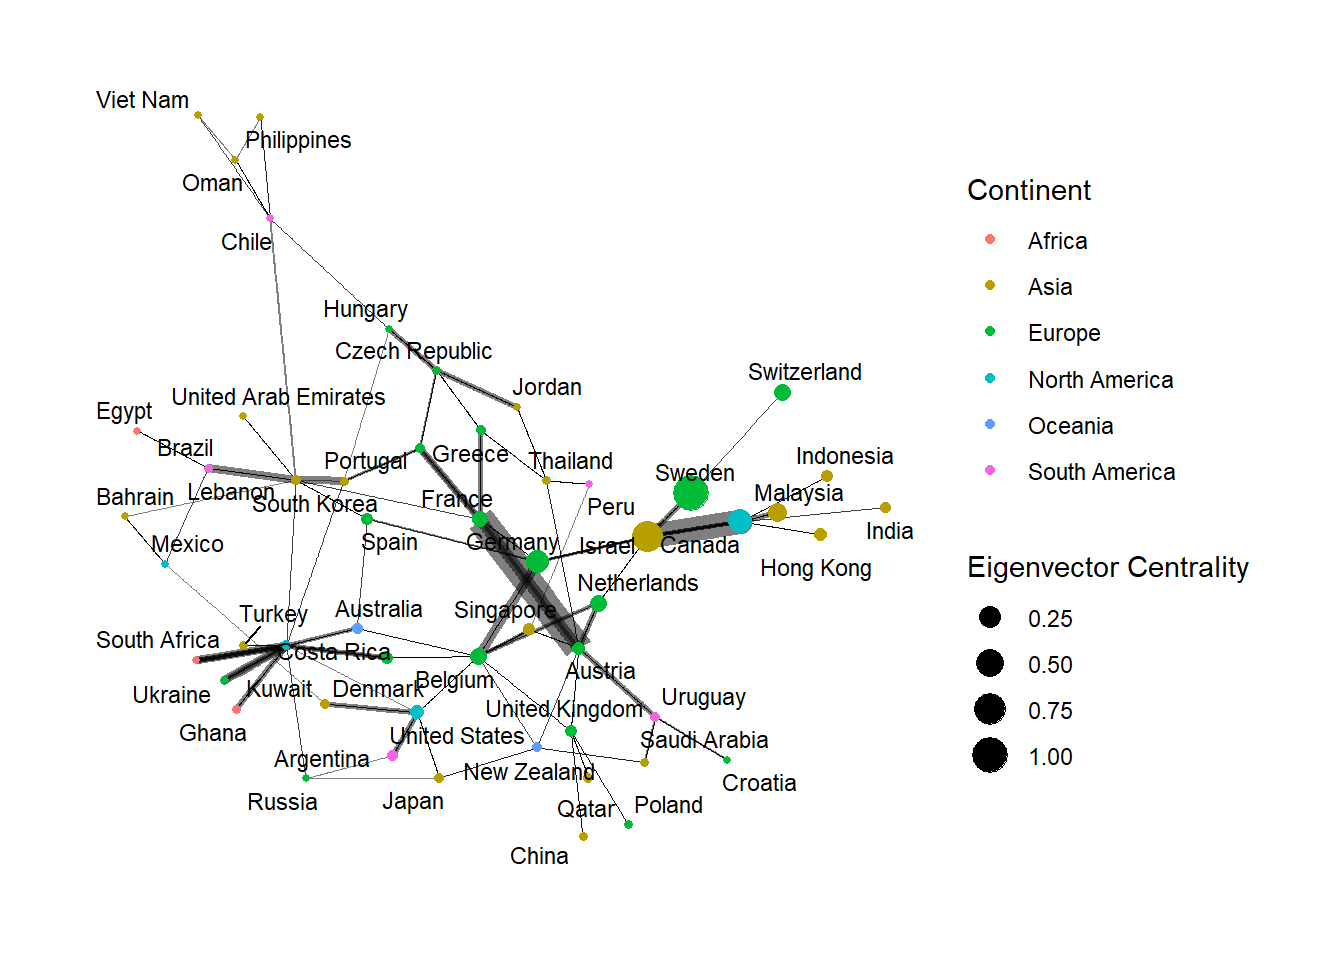 Viet Nam
Philippines
Oman
Chile
Hungary
Czech Republic
Jordan
Switzerland
United Arab Emirates
Egypt
Brazil
Portugal
Greece
Thailand
Indonesia
Sweden
Bahrain
Lebanon
South Korea
France
Peru
Malaysia
India
Mexico
Spain
Germany
Israel
Canada
Hong Kong
Netherlands
Turkey
Australia
Singapore
South Africa
Costa Rica
Austria
Ukraine
Kuwait
Denmark
Belgium
Uruguay
Ghana
United Kingdom
United States
Saudi Arabia
Argentina
New Zealand
Croatia
Russia
Japan
Qatar
Poland
China
Continent
Africa
Asia
Europe
North America
Oceania
South America
Eigenvector Centrality
0.25
0.50
0.75
1.00